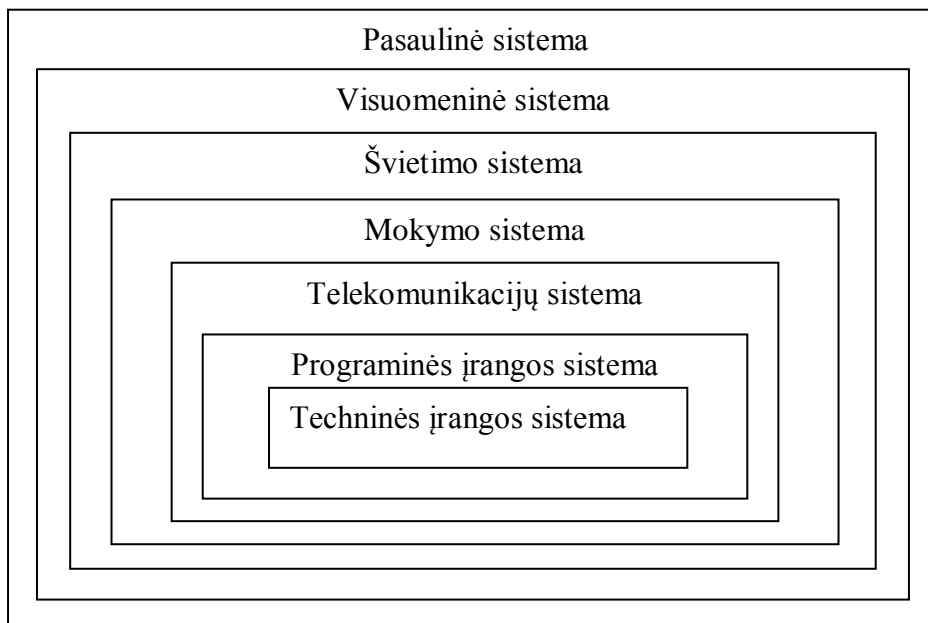 Pasaulinė sistema
Visuomeninė sistema
Švietimo sistema
Mokymo sistema
Telekomunikacijų sistema
Programinės įrangos sistema
Techninės įrangos sistema